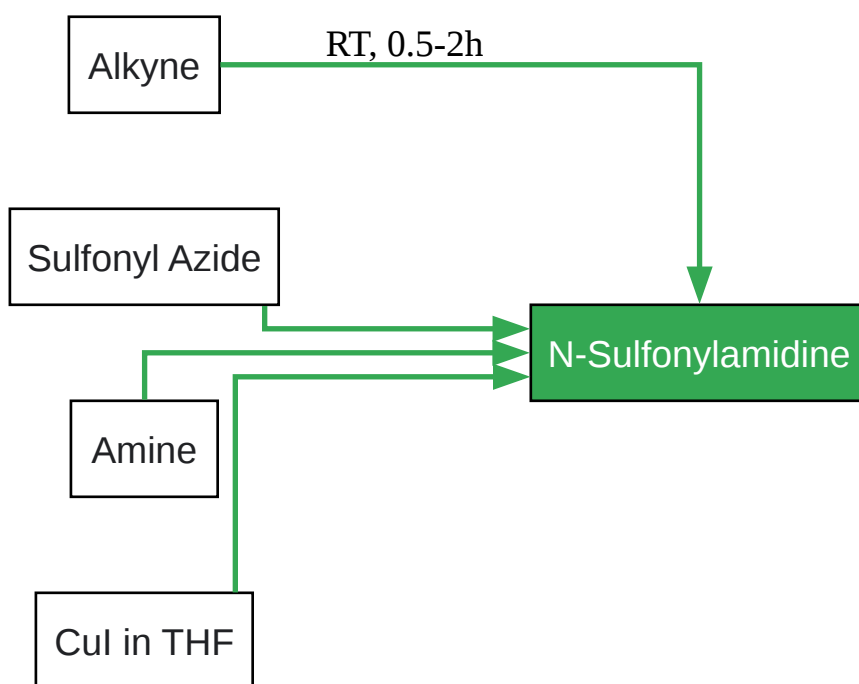 Alkyne
RT, 0.5-2h
Sulfonyl Azide
N-Sulfonylamidine
Amine
CuI in THF